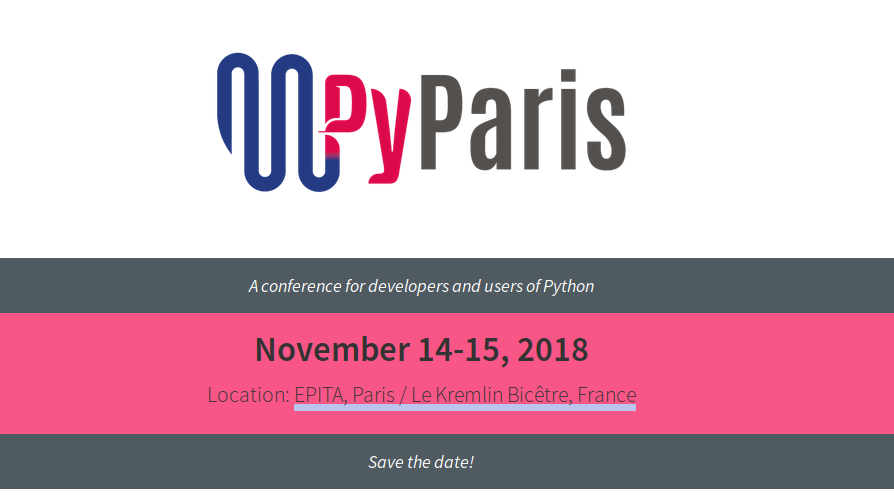 PyParis
A conference for developers and users of Python
November 14-15, 2018
Location: EPITA, Paris / Le Kremlin Bicêtre, France
Save the date!